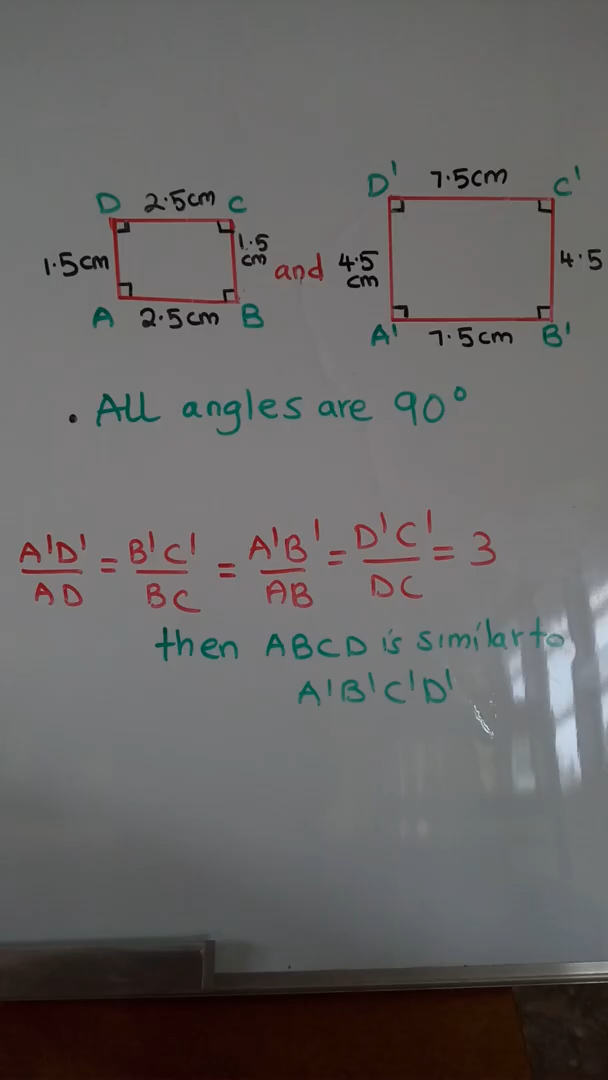 D 2.5cm C
1.5cm
1.5
cm
A 2.5cm B
and
D' 7.5cm C'
4.5
cm
4.5
A' 7.5cm B'
. All angles are 90°
A'D'/AD = B'C'/BC = A'B'/AB = D'C'/DC = 3
then ABCD is similar to
A'B'C'D'